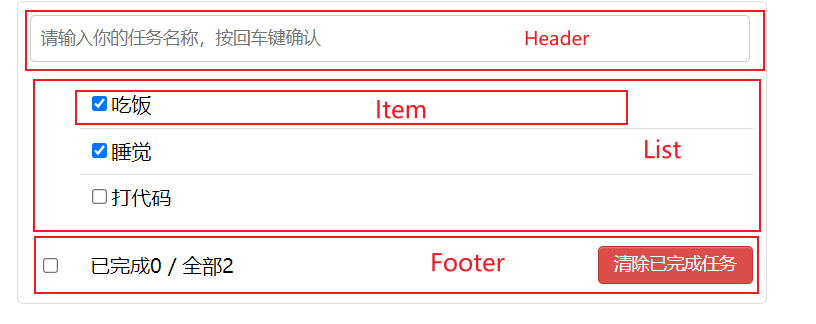 请输入你的任务名称，按回车键确认 Header
吃饭 Item
睡觉 List
打代码
已完成0 / 全部2 Footer 清除已完成任务